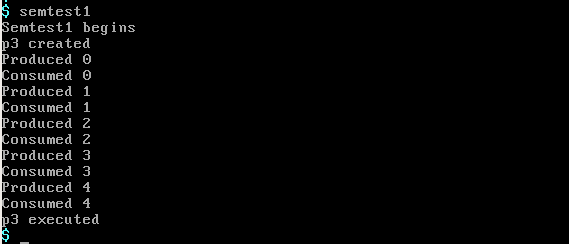 $ semtest1
Semtest1 begins
p3 created
Produced 0
Consumed 0
Produced 1
Consumed 1
Produced 2
Consumed 2
Produced 3
Consumed 3
Produced 4
Consumed 4
p3 executed
$